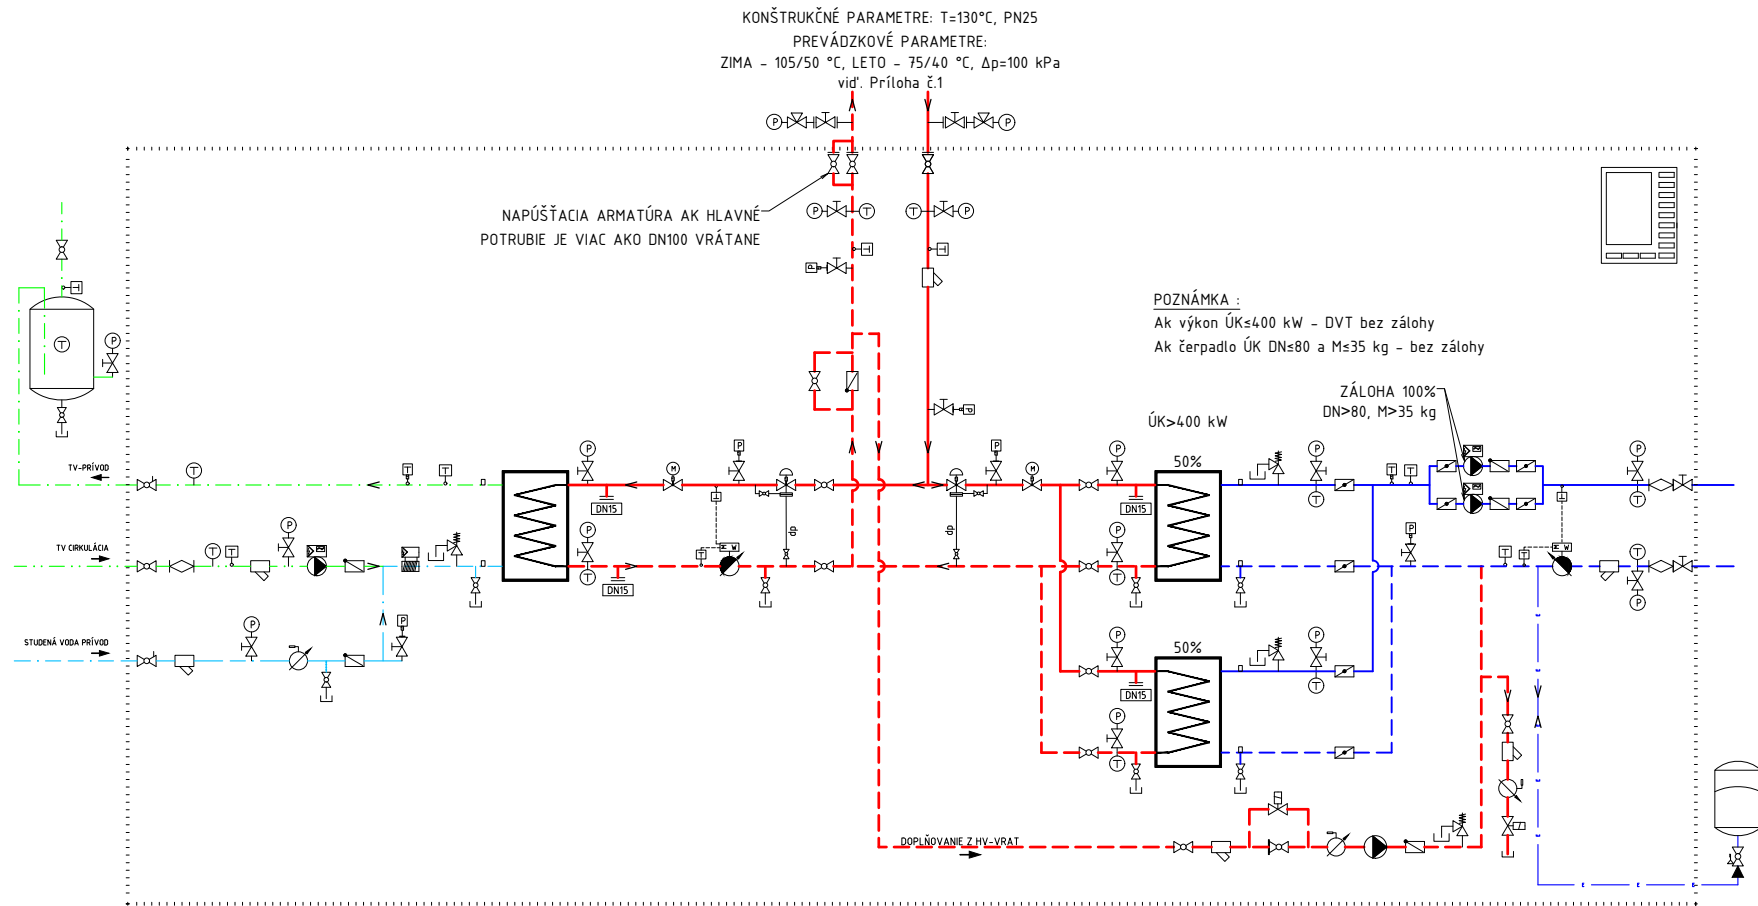 KONŠTRUKČNÉ PARAMETRE: T=130°C, PN25
PREVÁDZKOVÉ PARAMETRE:
ZIMA - 105/50 °C, LETO - 75/40 °C, Δp=100 kPa
viď. Príloha č.1
NAPÚŠŤACIA ARMATÚRA AK HLAVNÉ
POTRUBIE JE VIAC AKO DN100 VRÁTANE
POZNÁMKA :
Ak výkon ÚK≤400 kW - DVT bez zálohy
Ak čerpadlo ÚK DN≤80 a M≤35 kg - bez zálohy
ZÁLOHA 100%
DN>80, M>35 kg
ÚK>400 kW
50%
50%
TV-PRÍVOD
TV CIRKULÁCIA
STUDENÁ VODA PRÍVOD
DN15
DN15
DN15
DN15
dp
dp
DOPLŇOVANIE Z HV-VRAT